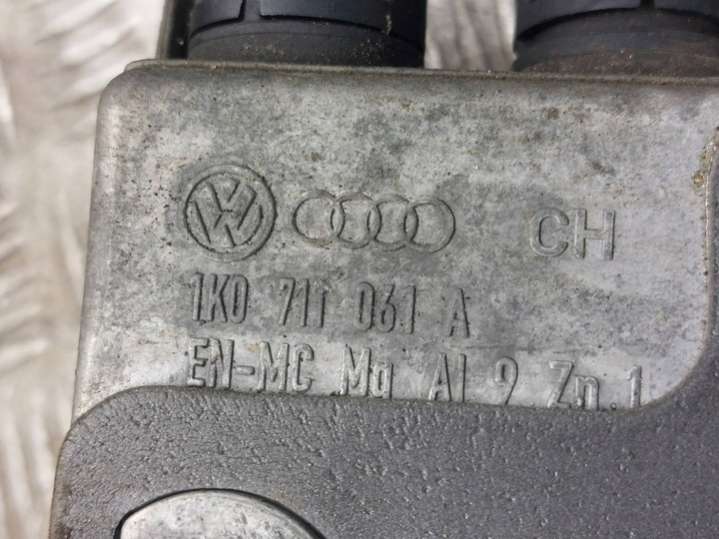 CH
1K0 711 061 A
EN-MC Mg Al 9 Zn 1